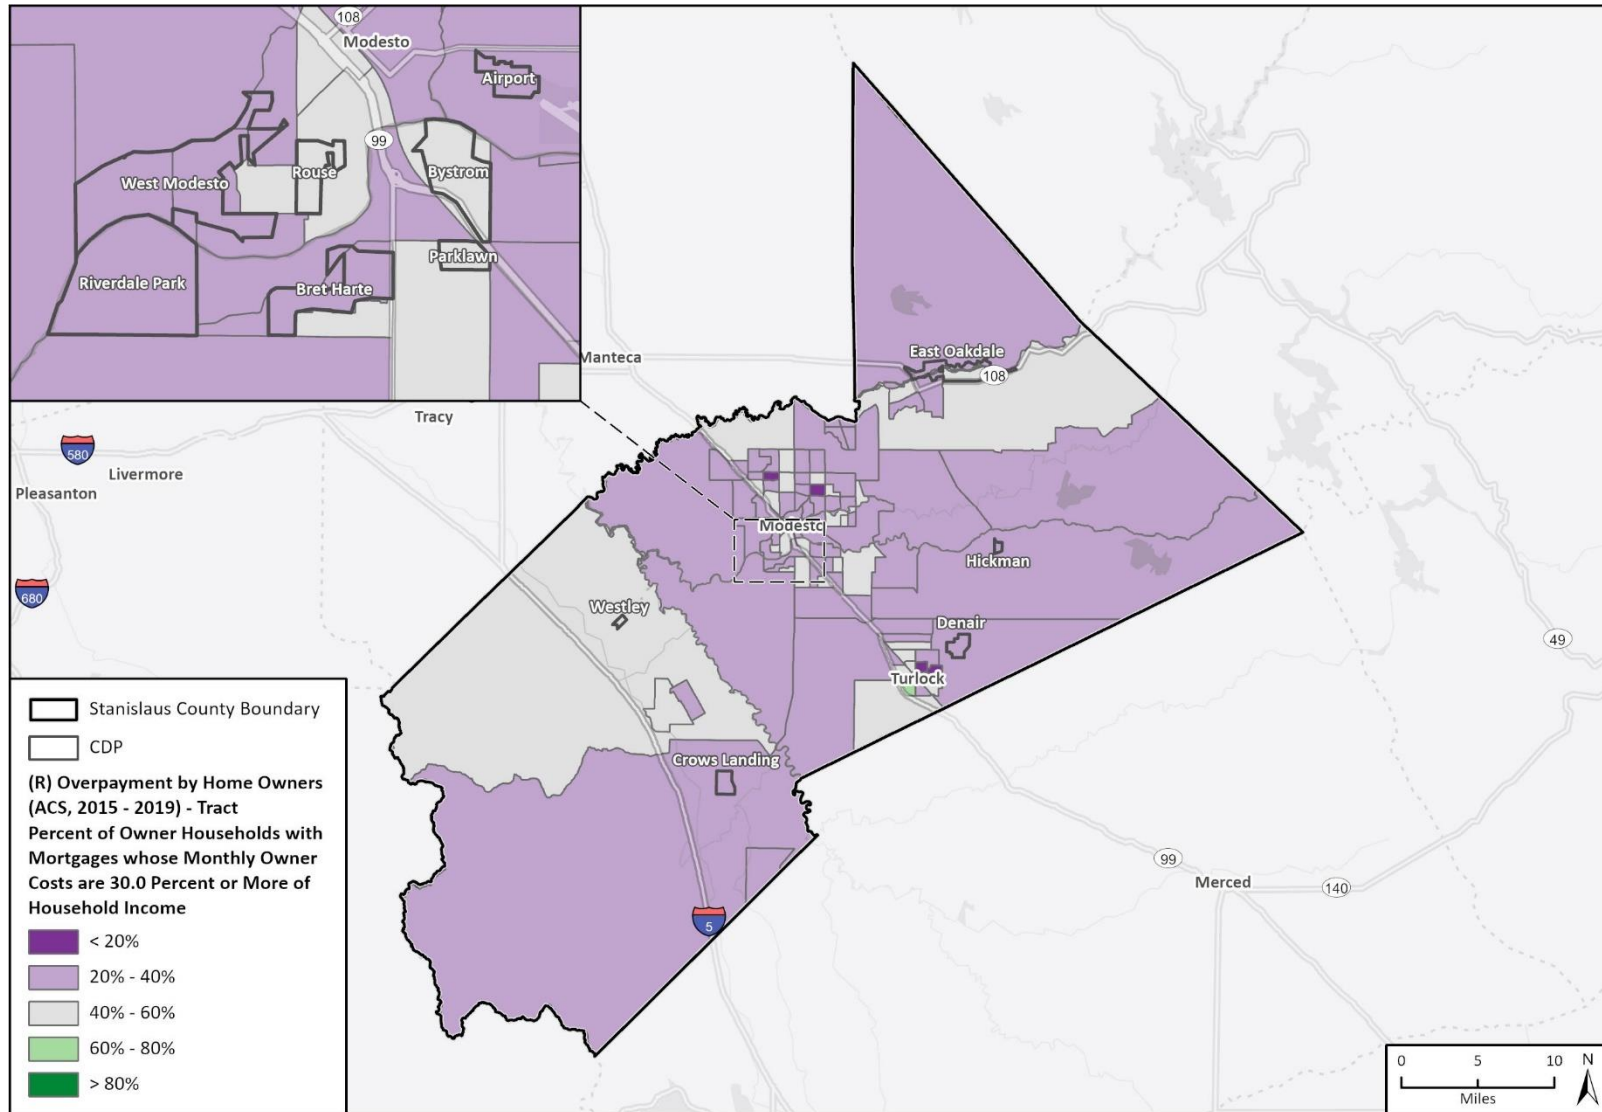 108
Modesto
Airport
99
West Modesto
Rouse
Bystrom
Riverdale Park
Bret Harte
Parklawn
Manteca
East Oakdale
108
Tracy
580
Livermore
Pleasanton
Modesto
Hickman
680
Westley
Denair
49
Turlock
Crows Landing
99
Merced
140
5
Stanislaus County Boundary
CDP
(R) Overpayment by Home Owners
(ACS, 2015 - 2019) - Tract
Percent of Owner Households with
Mortgages whose Monthly Owner
Costs are 30.0 Percent or More of
Household Income
< 20%
20% - 40%
40% - 60%
60% - 80%
> 80%
0 5 10
Miles
N